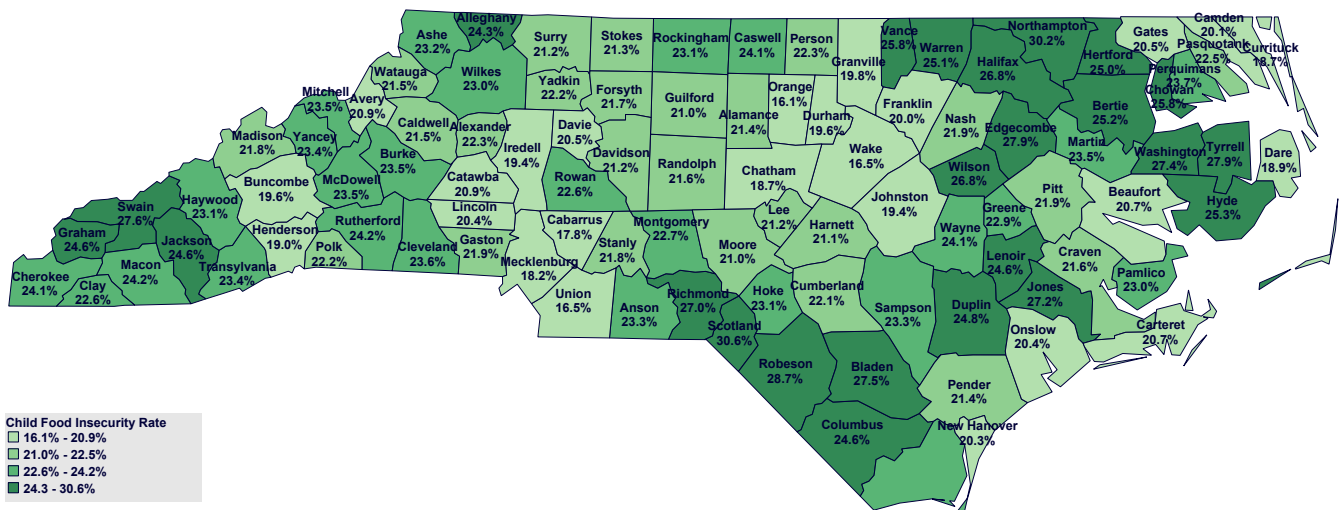 Alleghany
24.3%
Ashe
23.2%
Surry
21.2%
Stokes
21.3%
Rockingham
23.1%
Caswell
24.1%
Person
22.3%
Granville
19.8%
Vance
25.8%
Warren
25.1%
Northampton
30.2%
Halifax
26.8%
Hertford
25.0%
Gates
20.5%
Camden
20.1%
Pasquotank
22.5%
Currituck
18.7%
Perquimans
23.7%
Chowan
25.8%
Bertie
25.2%
Watauga
21.5%
Wilkes
23.0%
Yadkin
22.2%
Forsyth
21.7%
Guilford
21.0%
Alamance
21.4%
Orange
16.1%
Durham
19.6%
Franklin
20.0%
Nash
21.9%
Edgecombe
27.9%
Martin
23.5%
Washington
27.4%
Tyrrell
27.9%
Dare
18.9%
Mitchell
23.5%
Avery
20.9%
Caldwell
21.5%
Alexander
22.3%
Iredell
19.4%
Davie
20.5%
Davidson
21.2%
Randolph
21.6%
Chatham
18.7%
Wake
16.5%
Wilson
26.8%
Johnston
19.4%
Pitt
21.9%
Beaufort
20.7%
Hyde
25.3%
Madison
21.8%
Yancey
23.4%
Burke
23.5%
McDowell
23.5%
Buncombe
19.6%
Haywood
23.1%
Catawba
20.9%
Lincoln
20.4%
Rowan
22.6%
Cabarrus
17.8%
Stanly
21.8%
Montgomery
22.7%
Moore
21.0%
Lee
21.2%
Harnett
21.1%
Wayne
24.1%
Greene
22.9%
Lenoir
24.6%
Craven
21.6%
Pamlico
23.0%
Swain
27.6%
Graham
24.6%
Jackson
24.6%
Cherokee
24.1%
Clay
22.6%
Macon
24.2%
Transylvania
23.4%
Henderson
19.0%
Polk
22.2%
Rutherford
24.2%
Cleveland
23.6%
Gaston
21.9%
Mecklenburg
18.2%
Union
16.5%
Anson
23.3%
Richmond
27.0%
Scotland
30.6%
Hoke
23.1%
Cumberland
22.1%
Sampson
23.3%
Duplin
24.8%
Jones
27.2%
Onslow
20.4%
Carteret
20.7%
Robeson
28.7%
Bladen
27.5%
Pender
21.4%
Columbus
24.6%
New Hanover
20.3%
Child Food Insecurity Rate
16.1% - 20.9%
21.0% - 22.5%
22.6% - 24.2%
24.3 - 30.6%